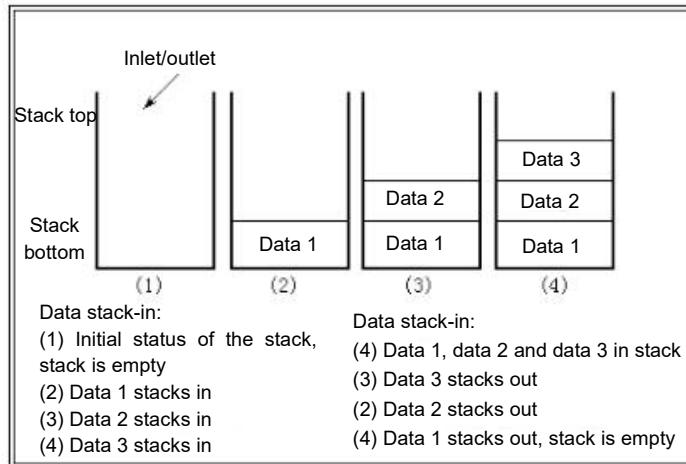 Inlet/outlet
Stack top
Data 3
Data 2
Data 2
Stack
bottom
Data 1
Data 1
Data 1
(1)
(2)
(3)
(4)
Data stack-in:
(1) Initial status of the stack,
stack is empty
(2) Data 1 stacks in
(3) Data 2 stacks in
(4) Data 3 stacks in
Data stack-in:
(4) Data 1, data 2 and data 3 in stack
(3) Data 3 stacks out
(2) Data 2 stacks out
(4) Data 1 stacks out, stack is empty